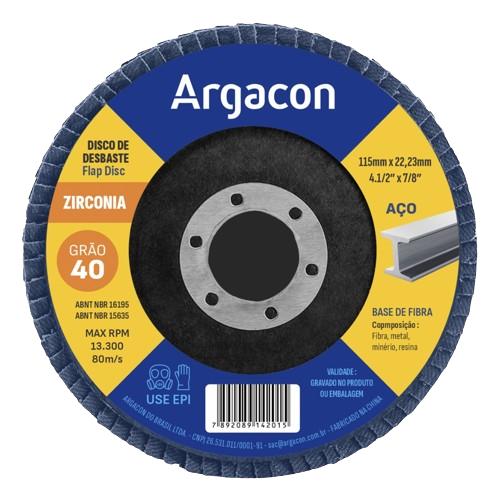 Argacon
DISCO DE
DESBASTE
Flap Disc
ZIRCONIA
GRÃO
40
ABNT NBR 16195
ABNT NBR 15635
MAX RPM
13.300
80m/s
115mm x 22,23mm
4.1/2" x 7/8"
AÇO
BASE DE FIBRA
Copmposição :
Fibra, metal,
minério, resina
USE EPI
VALIDADE :
GRAVADO NO PRODUTO
OU EMBALAGEM
7 892089 142015
ARGACON DO BRASIL LTDA. - CNPJ 26.531.011/0001-91 - sac@argacon.com.br - FABRICADO NA CHINA